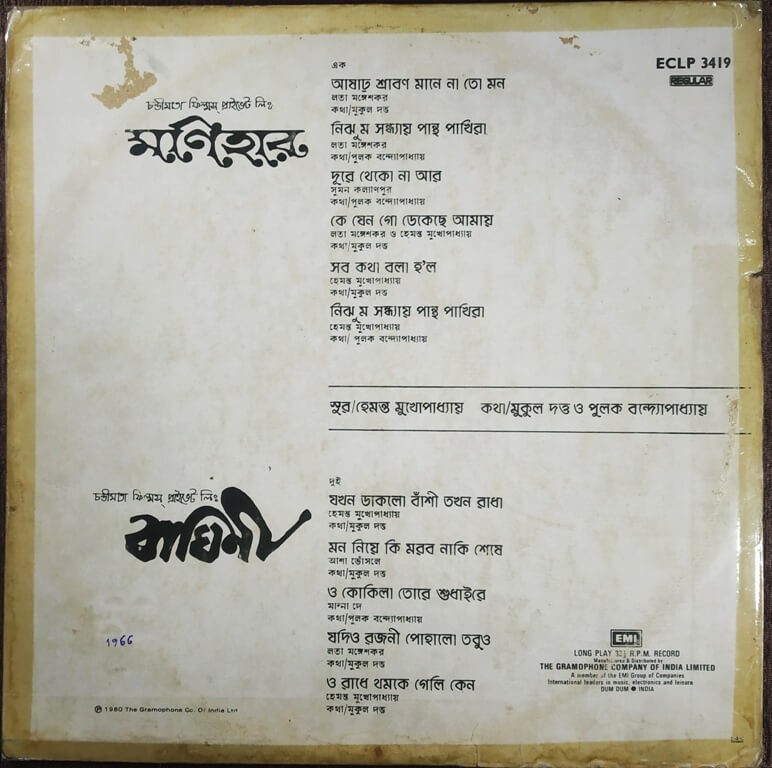 ECLP 3419
REGULAR
চণ্ডীমাতা ফিল্মস্ প্রাইভেট লিঃ
মণিহার
এক
আষাঢ় শ্রাবণ মানে না তো মন
লতা মঙ্গেশকর
কথা/মুকুল দত্ত
নিঝুম সন্ধ্যায় পান্থ পাখিরা
লতা মঙ্গেশকর
কথা/পুলক বন্দ্যোপাধ্যায়
দূরে থেকো না আর
সুমন কল্যাণপুর
কথা/পুলক বন্দ্যোপাধ্যায়
কে যেন গো ডেকেছে আমায়
লতা মঙ্গেশকর ও হেমন্ত মুখোপাধ্যায়
কথা/মুকুল দত্ত
সব কথা বলা হ'ল
হেমন্ত মুখোপাধ্যায়
কথা/মুকুল দত্ত
নিঝুম সন্ধ্যায় পান্থ পাখিরা
হেমন্ত মুখোপাধ্যায়
কথা/ পুলক বন্দ্যোপাধ্যায়
সুর/হেমন্ত মুখোপাধ্যায় কথা/মুকুল দত্ত ও পুলক বন্দ্যোপাধ্যায়
চণ্ডীমাতা ফিল্মস্ প্রাইভেট লিঃ
বাঘিনী
দুই
যখন ডাকলো বাঁশী তখন রাধা
হেমন্ত মুখোপাধ্যায়
কথা/মুকুল দত্ত
মন নিয়ে কি মরব নাকি শেষে
আশা ভোঁসলে
কথা/মুকুল দত্ত
ও কোকিলা তোরে শুধাইরে
মান্না দে
কথা/পুলক বন্দ্যোপাধ্যায়
যদিও রজনী পোহালো তবুও
লতা মঙ্গেশকর
কথা/মুকুল দত্ত
ও রাধে থমকে গেলি কেন
হেমন্ত মুখোপাধ্যায়
কথা/মুকুল দত্ত
১৯৬৬
℗ 1980 The Gramophone Co. Of India Ltd.
EMI
LONG PLAY 33⅓ R.P.M. RECORD
Manufactured & Distributed by
THE GRAMOPHONE COMPANY OF INDIA LIMITED
A member of the EMI Group of Companies
International leaders in music, electronics and leisure
DUM DUM ● INDIA